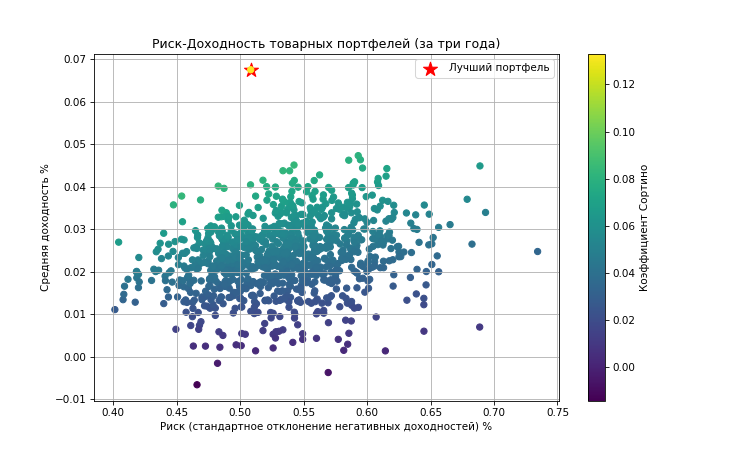 Риск-Доходность товарных портфелей (за три года)
Лучший портфель
Средняя доходность %
0.07
0.06
0.05
0.04
0.03
0.02
0.01
0.00
−0.01
0.40 0.45 0.50 0.55 0.60 0.65 0.70 0.75
Риск (стандартное отклонение негативных доходностей) %
0.12
0.10
0.08
0.06
0.04
0.02
0.00
Коэффициент Сортино